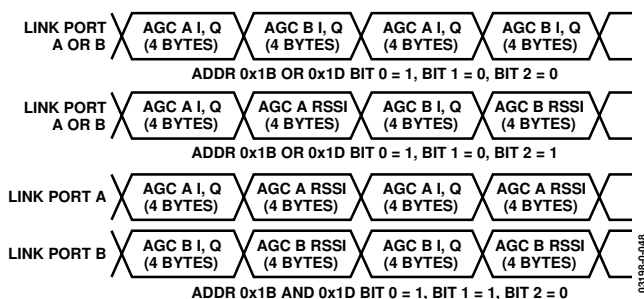 LINK PORT
A OR B
AGC A I, Q
(4 BYTES)
AGC B I, Q
(4 BYTES)
AGC A I, Q
(4 BYTES)
AGC B I, Q
(4 BYTES)
ADDR 0x1B OR 0x1D BIT 0 = 1, BIT 1 = 0, BIT 2 = 0
LINK PORT
A OR B
AGC A I, Q
(4 BYTES)
AGC A RSSI
(4 BYTES)
AGC B I, Q
(4 BYTES)
AGC B RSSI
(4 BYTES)
ADDR 0x1B OR 0x1D BIT 0 = 1, BIT 1 = 0, BIT 2 = 1
LINK PORT A
AGC A I, Q
(4 BYTES)
AGC A RSSI
(4 BYTES)
AGC A I, Q
(4 BYTES)
AGC A RSSI
(4 BYTES)
LINK PORT B
AGC B I, Q
(4 BYTES)
AGC B RSSI
(4 BYTES)
AGC B I, Q
(4 BYTES)
AGC B RSSI
(4 BYTES)
ADDR 0x1B AND 0x1D BIT 0 = 1, BIT 1 = 1, BIT 2 = 0
03198-0-046